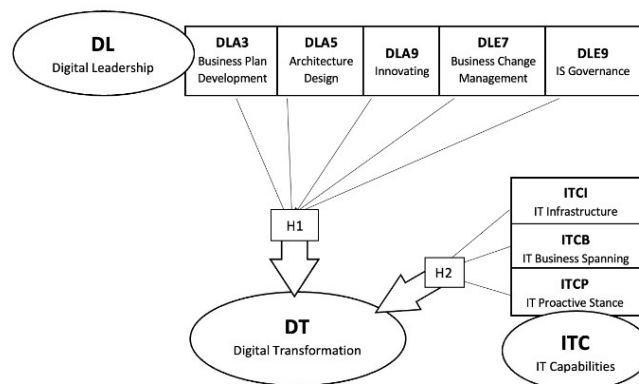 DL
Digital Leadership
DLA3
Business Plan
Development
DLA5
Architecture
Design
DLA9
Innovating
DLE7
Business Change
Management
DLE9
IS Governance
H1
ITCI
IT Infrastructure
ITCB
IT Business Spanning
ITCP
IT Proactive Stance
H2
DT
Digital Transformation
ITC
IT Capabilities